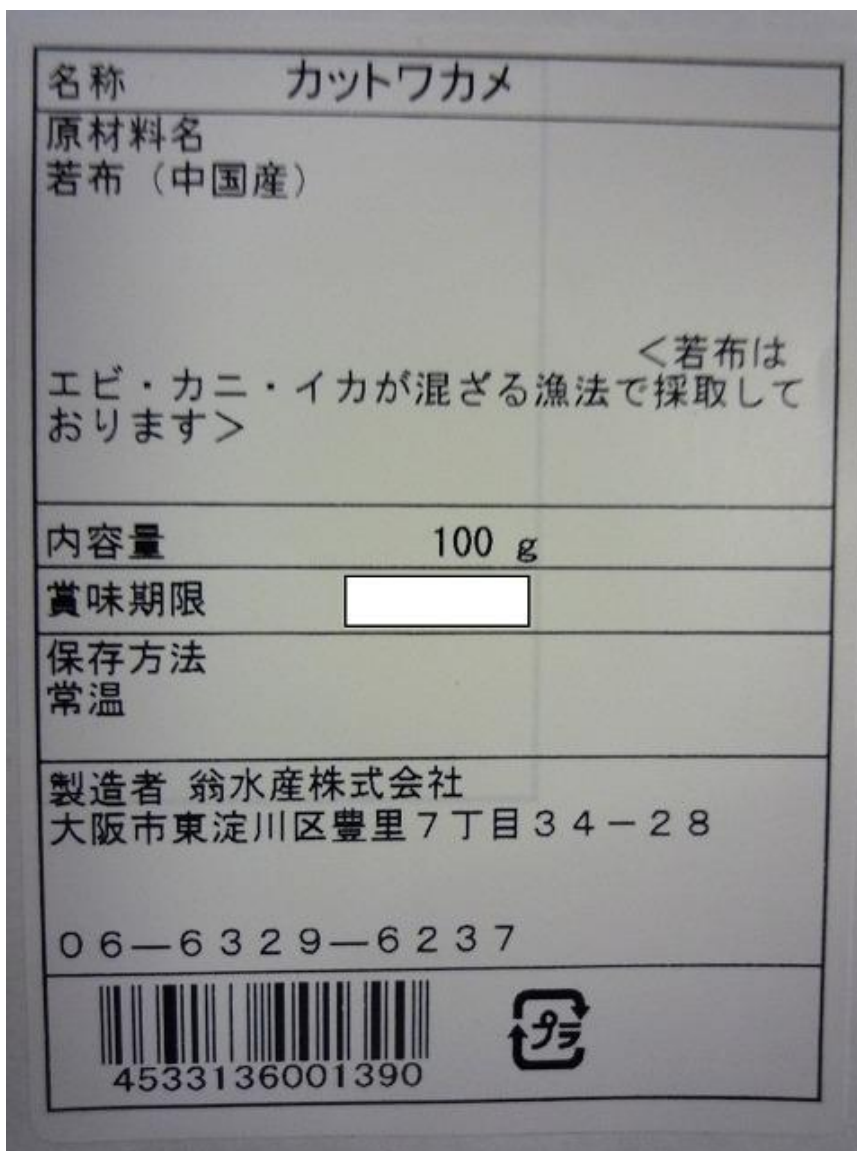 名称 カットワカメ
原材料名
若布（中国産）
＜若布は
エビ・カニ・イカが混ざる漁法で採取して
おります＞
内容量 100 g
賞味期限
保存方法
常温
製造者 翁水産株式会社
大阪市東淀川区豊里７丁目３４－２８
０６―６３２９―６２３７
4533136001390
プラ